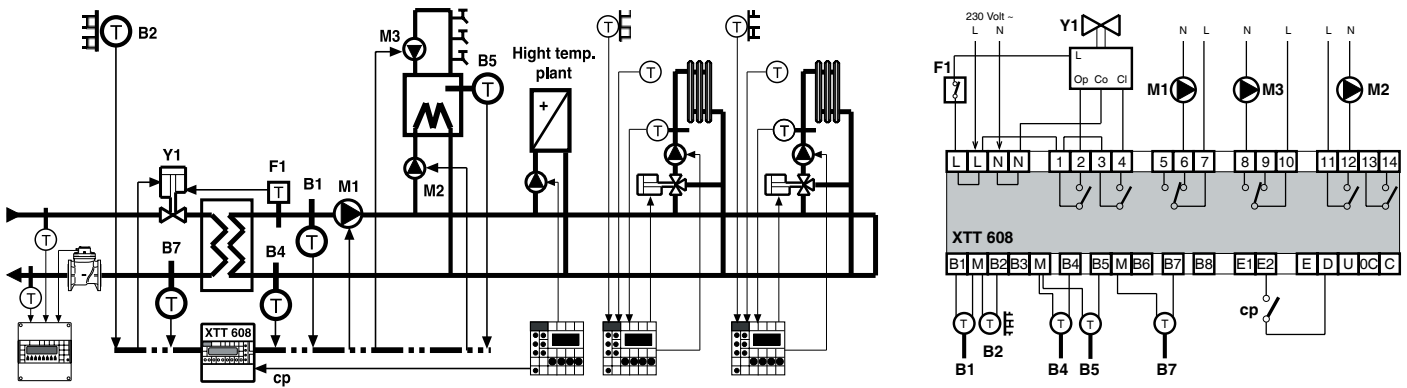 T B2
M3
T B5
Hight temp.
plant
+
−
T
T
T
T
T
T
Y1
F1
T
B1
M1
M2
T
T
B7
T
B4
T
T
XTT 608
cp
230 Volt ~
L N
Y1
L
Op Co Cl
F1
N L
M1
N L
M3
L N
M2
L L N N 1 2 3 4 5 6 7 8 9 10 11 12 13 14
XTT 608
B1 M B2 B3 M B4 B5 M B6 B7 B8 E1 E2 E D U 0C C
cp
T T T T T
B1 B2 B4 B5 B7